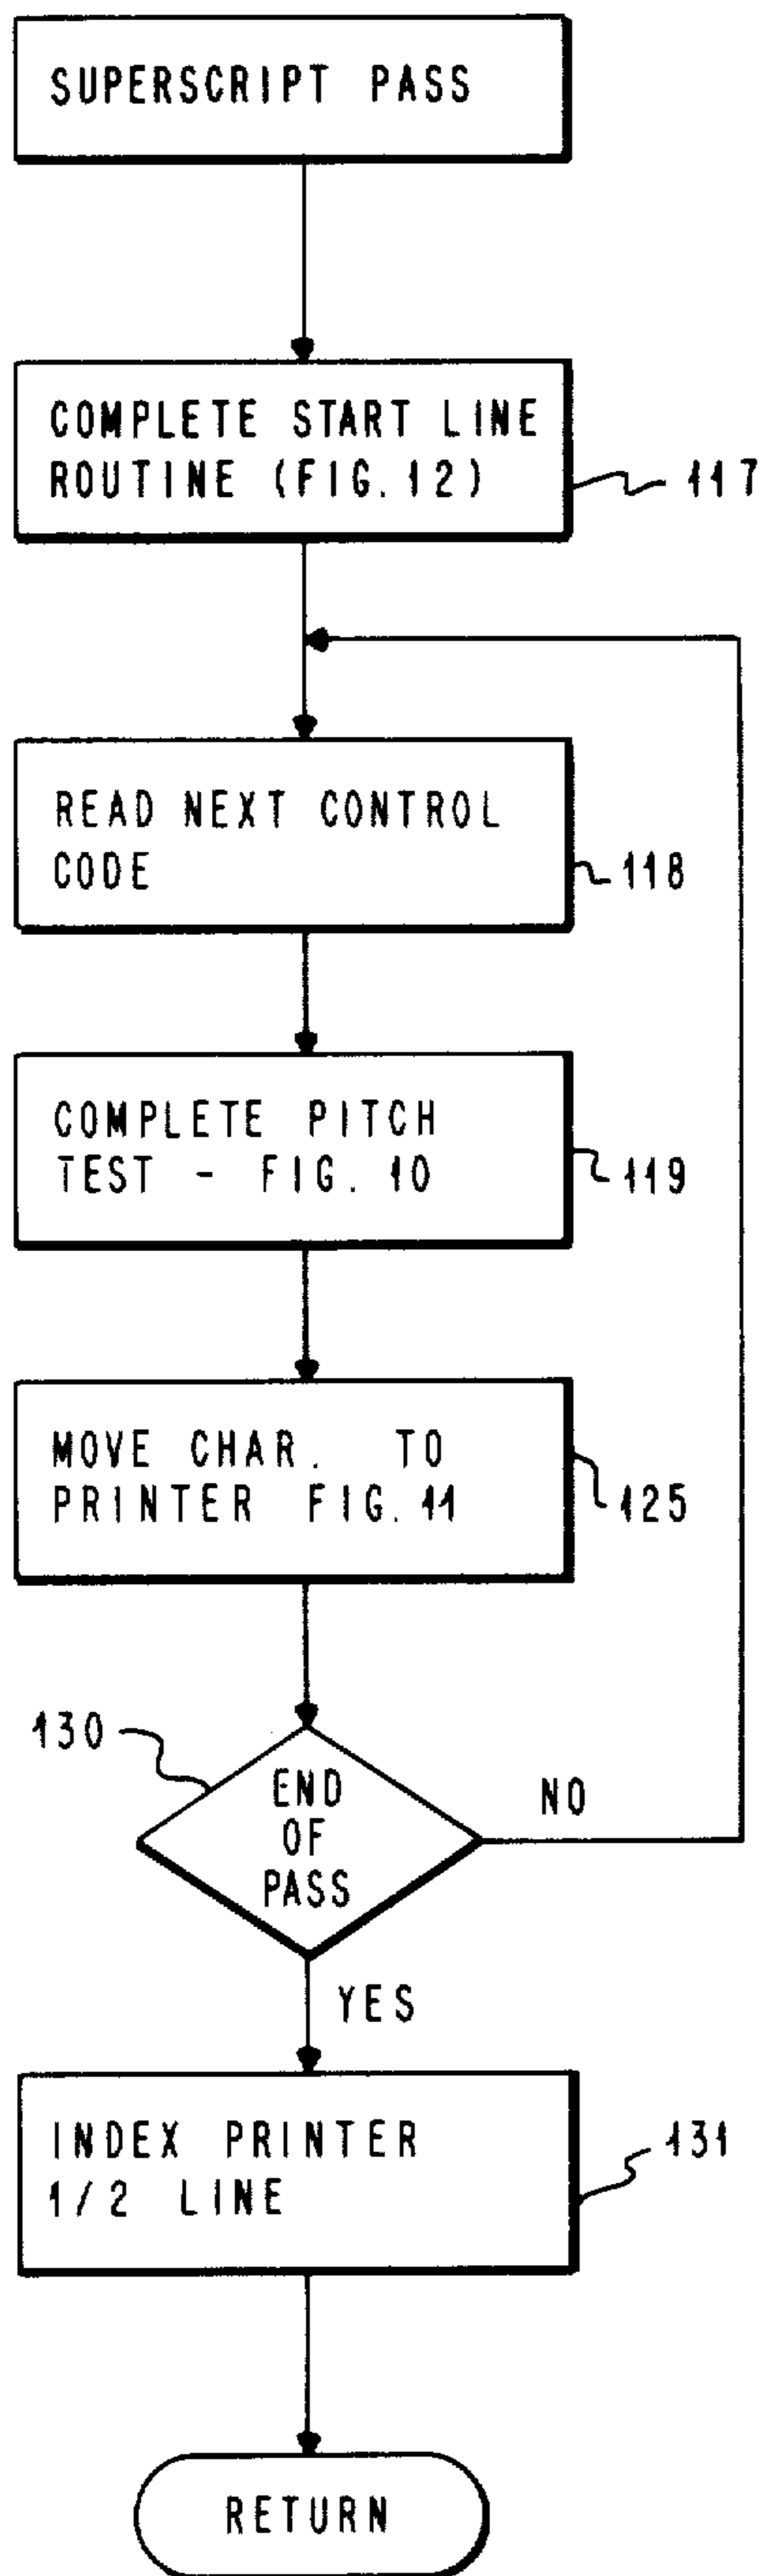 SUPERSCRIPT PASS
COMPLETE START LINE
ROUTINE (FIG. 12)
117
READ NEXT CONTROL
CODE
118
COMPLETE PITCH
TEST - FIG. 10
119
MOVE CHAR. TO
PRINTER FIG. 11
125
130
END
OF
PASS
NO
YES
INDEX PRINTER
1/2 LINE
131
RETURN